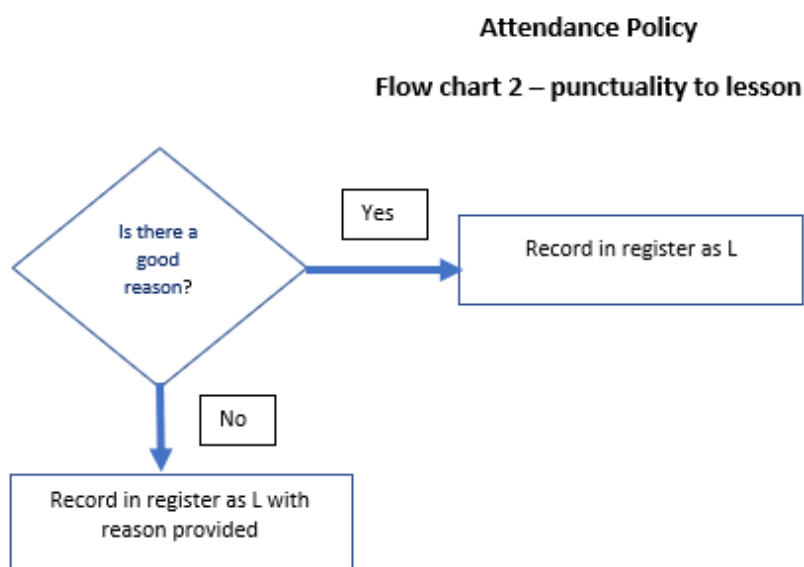 Attendance Policy
Flow chart 2 – punctuality to lesson
Is there a
good
reason?
Yes
Record in register as L
No
Record in register as L with
reason provided